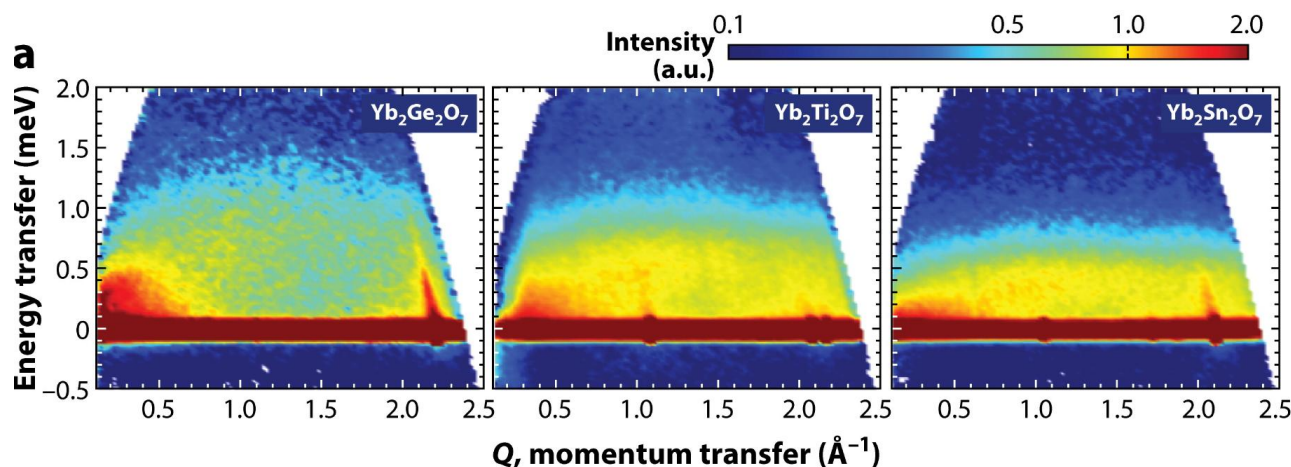 a
Intensity
(a.u.)
0.1 0.5 1.0 2.0
Yb₂Ge₂O₇ Yb₂Ti₂O₇ Yb₂Sn₂O₇
Energy transfer (meV)
2.0
1.5
1.0
0.5
0
−0.5
0.5 1.0 1.5 2.0 2.5 0.5 1.0 1.5 2.0 2.5 0.5 1.0 1.5 2.0 2.5
Q, momentum transfer (Å⁻¹)